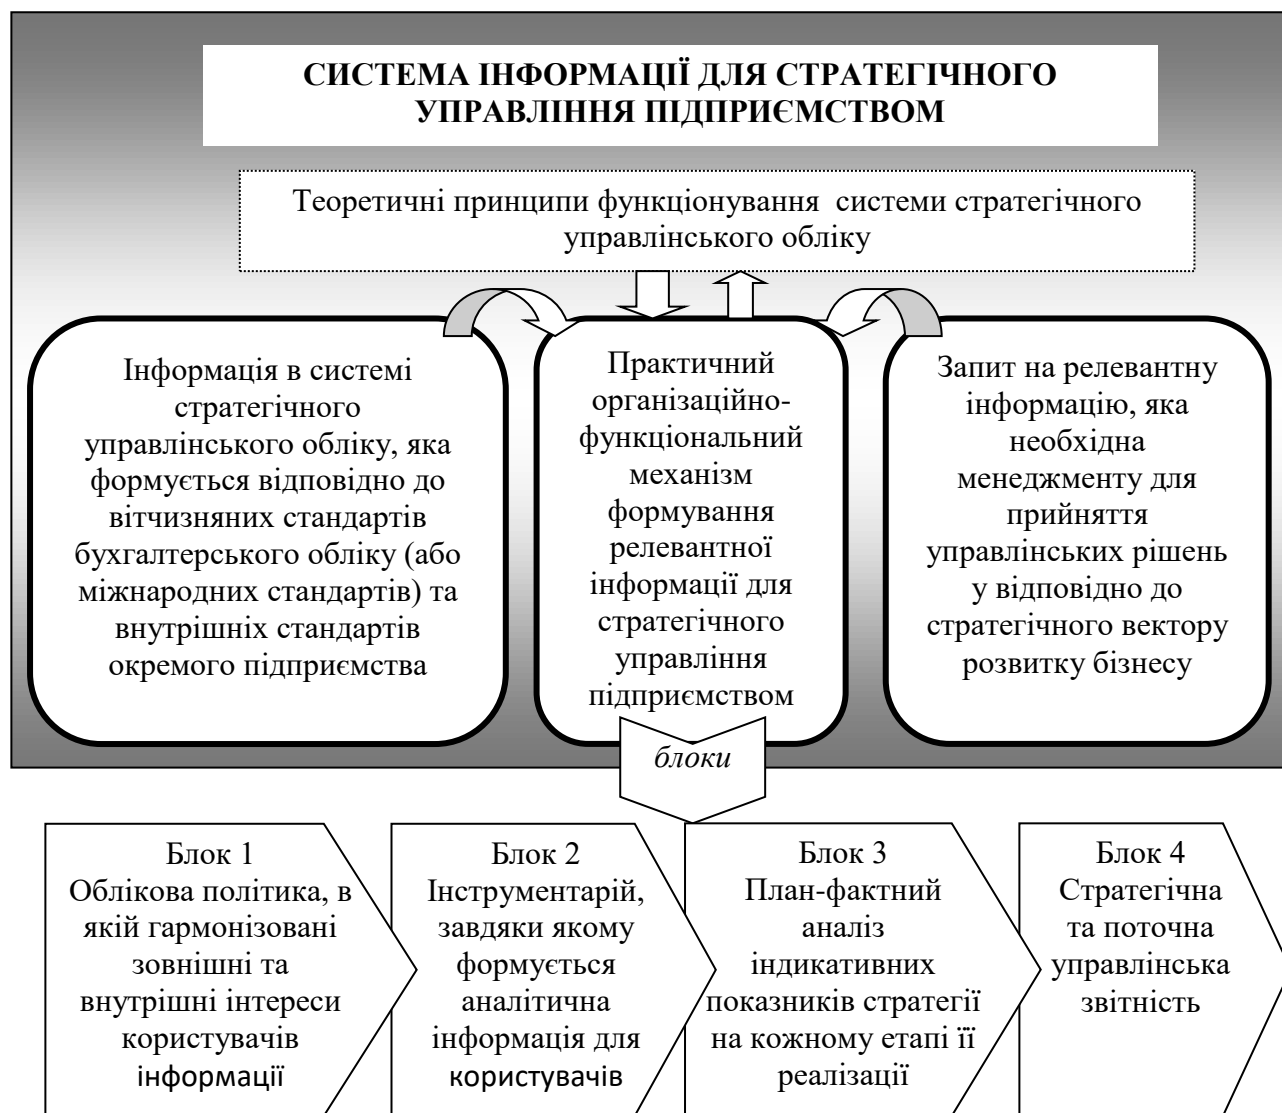 СИСТЕМА ІНФОРМАЦІЇ ДЛЯ СТРАТЕГІЧНОГО
УПРАВЛІННЯ ПІДПРИЄМСТВОМ
Теоретичні принципи функціонування системи стратегічного
управлінського обліку
Інформація в системі
стратегічного
управлінського обліку, яка
формується відповідно до
вітчизняних стандартів
бухгалтерського обліку (або
міжнародних стандартів) та
внутрішніх стандартів
окремого підприємства
Практичний
організаційно-
функціональний
механізм
формування
релевантної
інформації для
стратегічного
управління
підприємством
Запит на релевантну
інформацію, яка
необхідна
менеджменту для
прийняття
управлінських рішень
у відповідно до
стратегічного вектору
розвитку бізнесу
блоки
Блок 1
Облікова політика, в
якій гармонізовані
зовнішні та
внутрішні інтереси
користувачів
інформації
Блок 2
Інструментарій,
завдяки якому
формується
аналітична
інформація для
користувачів
Блок 3
План-фактний
аналіз
індикативних
показників стратегії
на кожному етапі її
реалізації
Блок 4
Стратегічна
та поточна
управлінська
звітність